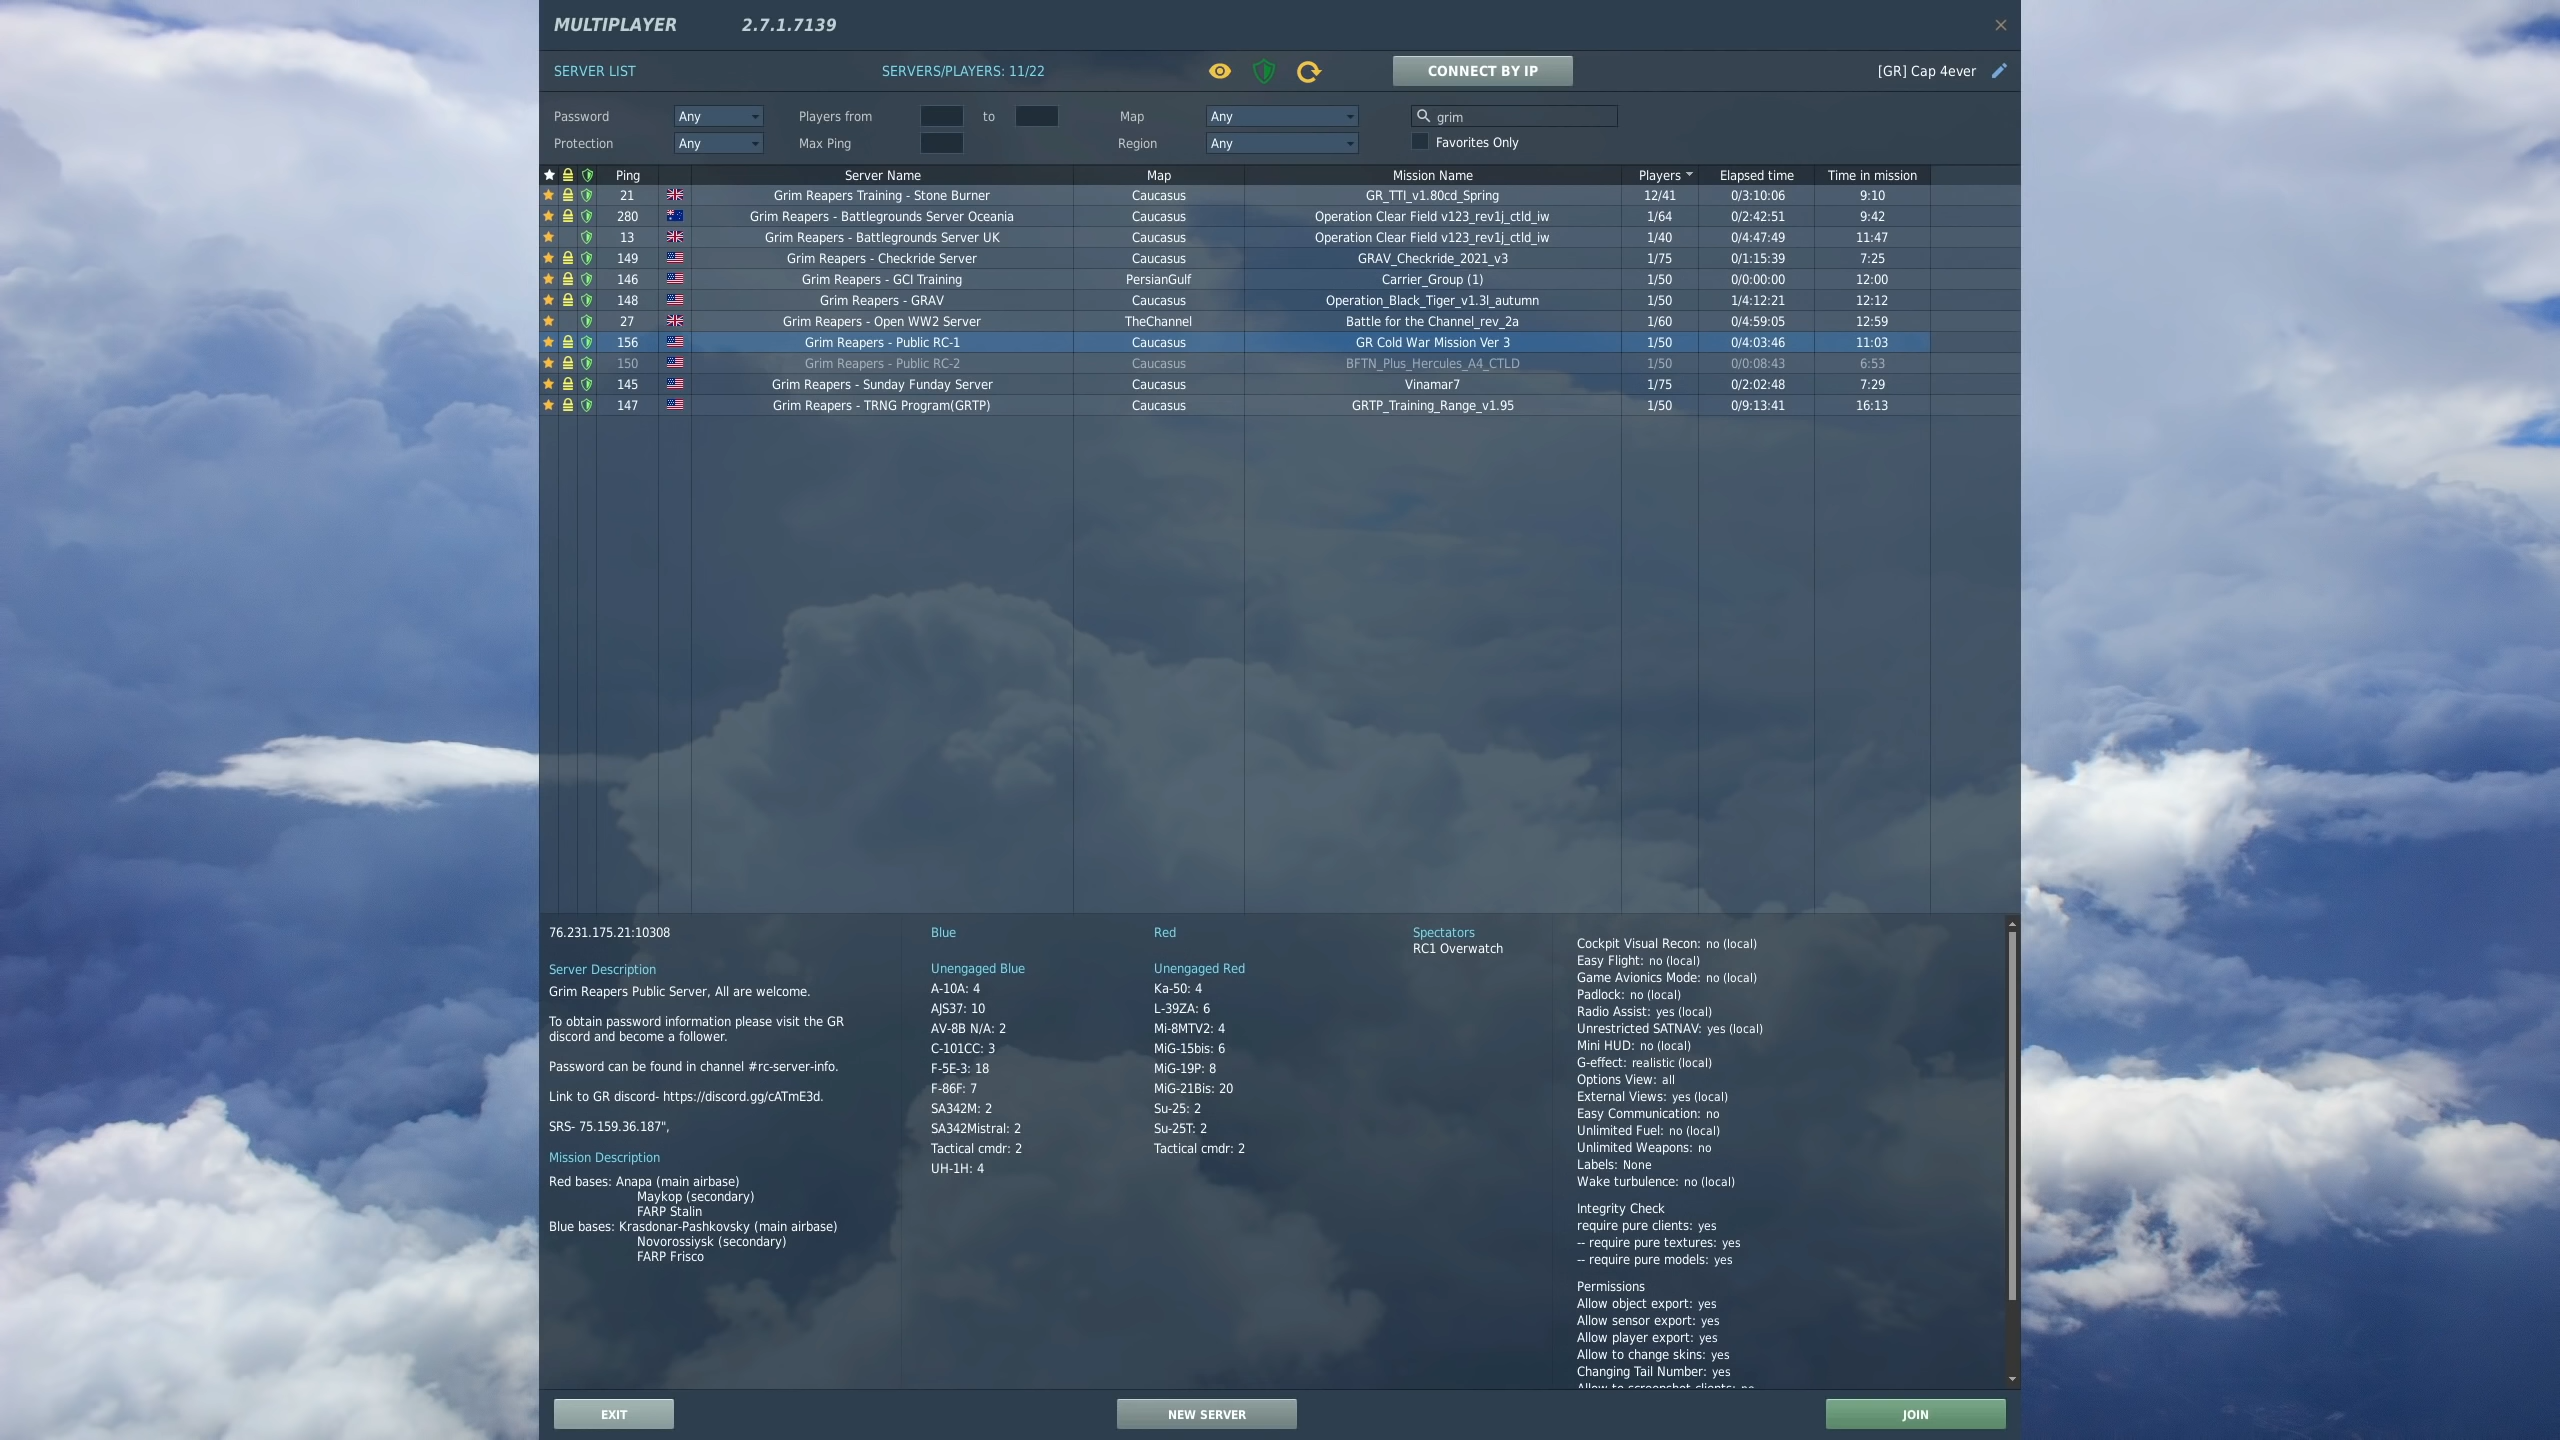 MULTIPLAYER 2.7.1.7139
SERVER LIST SERVERS/PLAYERS: 11/22 CONNECT BY IP [GR] Cap 4ever
Password Any Players from to Map Any grim
Protection Any Max Ping Region Any Favorites Only
Ping Server Name Map Mission Name Players Elapsed time Time in mission
21 Grim Reapers Training - Stone Burner Caucasus GR_TTI_v1.80cd_Spring 12/41 0/3:10:06 9:10
280 Grim Reapers - Battlegrounds Server Oceania Caucasus Operation Clear Field v123_rev1j_ctld_iw 1/64 0/2:42:51 9:42
13 Grim Reapers - Battlegrounds Server UK Caucasus Operation Clear Field v123_rev1j_ctld_iw 1/40 0/4:47:49 11:47
149 Grim Reapers - Checkride Server Caucasus GRAV_Checkride_2021_v3 1/75 0/1:15:39 7:25
146 Grim Reapers - GCI Training PersianGulf Carrier_Group (1) 1/50 0/0:00:00 12:00
148 Grim Reapers - GRAV Caucasus Operation_Black_Tiger_v1.3l_autumn 1/50 1/4:12:21 12:12
27 Grim Reapers - Open WW2 Server TheChannel Battle for the Channel_rev_2a 1/60 0/4:59:05 12:59
156 Grim Reapers - Public RC-1 Caucasus GR Cold War Mission Ver 3 1/50 0/4:03:46 11:03
150 Grim Reapers - Public RC-2 Caucasus BFTN_Plus_Hercules_A4_CTLD 1/50 0/0:08:43 6:53
145 Grim Reapers - Sunday Funday Server Caucasus Vinamar7 1/75 0/2:02:48 7:29
147 Grim Reapers - TRNG Program(GRTP) Caucasus GRTP_Training_Range_v1.95 1/50 0/9:13:41 16:13
76.231.175.21:10308
Server Description
Grim Reapers Public Server, All are welcome.
To obtain password information please visit the GR
discord and become a follower.
Password can be found in channel #rc-server-info.
Link to GR discord- https://discord.gg/cATmE3d.
SRS- 75.159.36.187",
Mission Description
Red bases: Anapa (main airbase)
Maykop (secondary)
FARP Stalin
Blue bases: Krasdonar-Pashkovsky (main airbase)
Novorossiysk (secondary)
FARP Frisco
Blue
Unengaged Blue
A-10A: 4
AJS37: 10
AV-8B N/A: 2
C-101CC: 3
F-5E-3: 18
F-86F: 7
SA342M: 2
SA342Mistral: 2
Tactical cmdr: 2
UH-1H: 4
Red
Unengaged Red
Ka-50: 4
L-39ZA: 6
Mi-8MTV2: 4
MiG-15bis: 6
MiG-19P: 8
MiG-21Bis: 20
Su-25: 2
Su-25T: 2
Tactical cmdr: 2
Spectators
RC1 Overwatch
Cockpit Visual Recon: no (local)
Easy Flight: no (local)
Game Avionics Mode: no (local)
Padlock: no (local)
Radio Assist: yes (local)
Unrestricted SATNAV: yes (local)
Mini HUD: no (local)
G-effect: realistic (local)
Options View: all
External Views: yes (local)
Easy Communication: no
Unlimited Fuel: no (local)
Unlimited Weapons: no
Labels: None
Wake turbulence: no (local)
Integrity Check
require pure clients: yes
-- require pure textures: yes
-- require pure models: yes
Permissions
Allow object export: yes
Allow sensor export: yes
Allow player export: yes
Allow to change skins: yes
Changing Tail Number: yes
Allow to screenshot clients: no
EXIT NEW SERVER JOIN